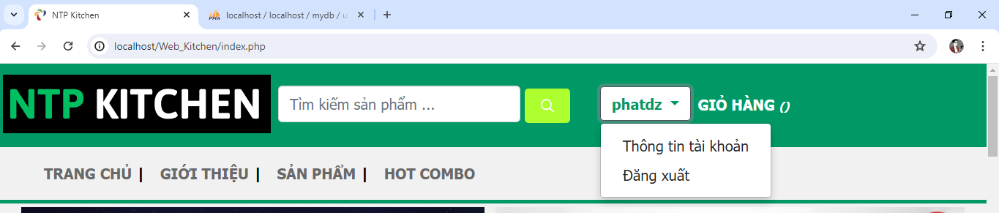 NTP Kitchen
localhost / localhost / mydb / u
localhost/Web_Kitchen/index.php
NTP KITCHEN
Tìm kiếm sản phẩm ...
phatdz
GIỎ HÀNG ()
Thông tin tài khoản
Đăng xuất
TRANG CHỦ | GIỚI THIỆU | SẢN PHẨM | HOT COMBO